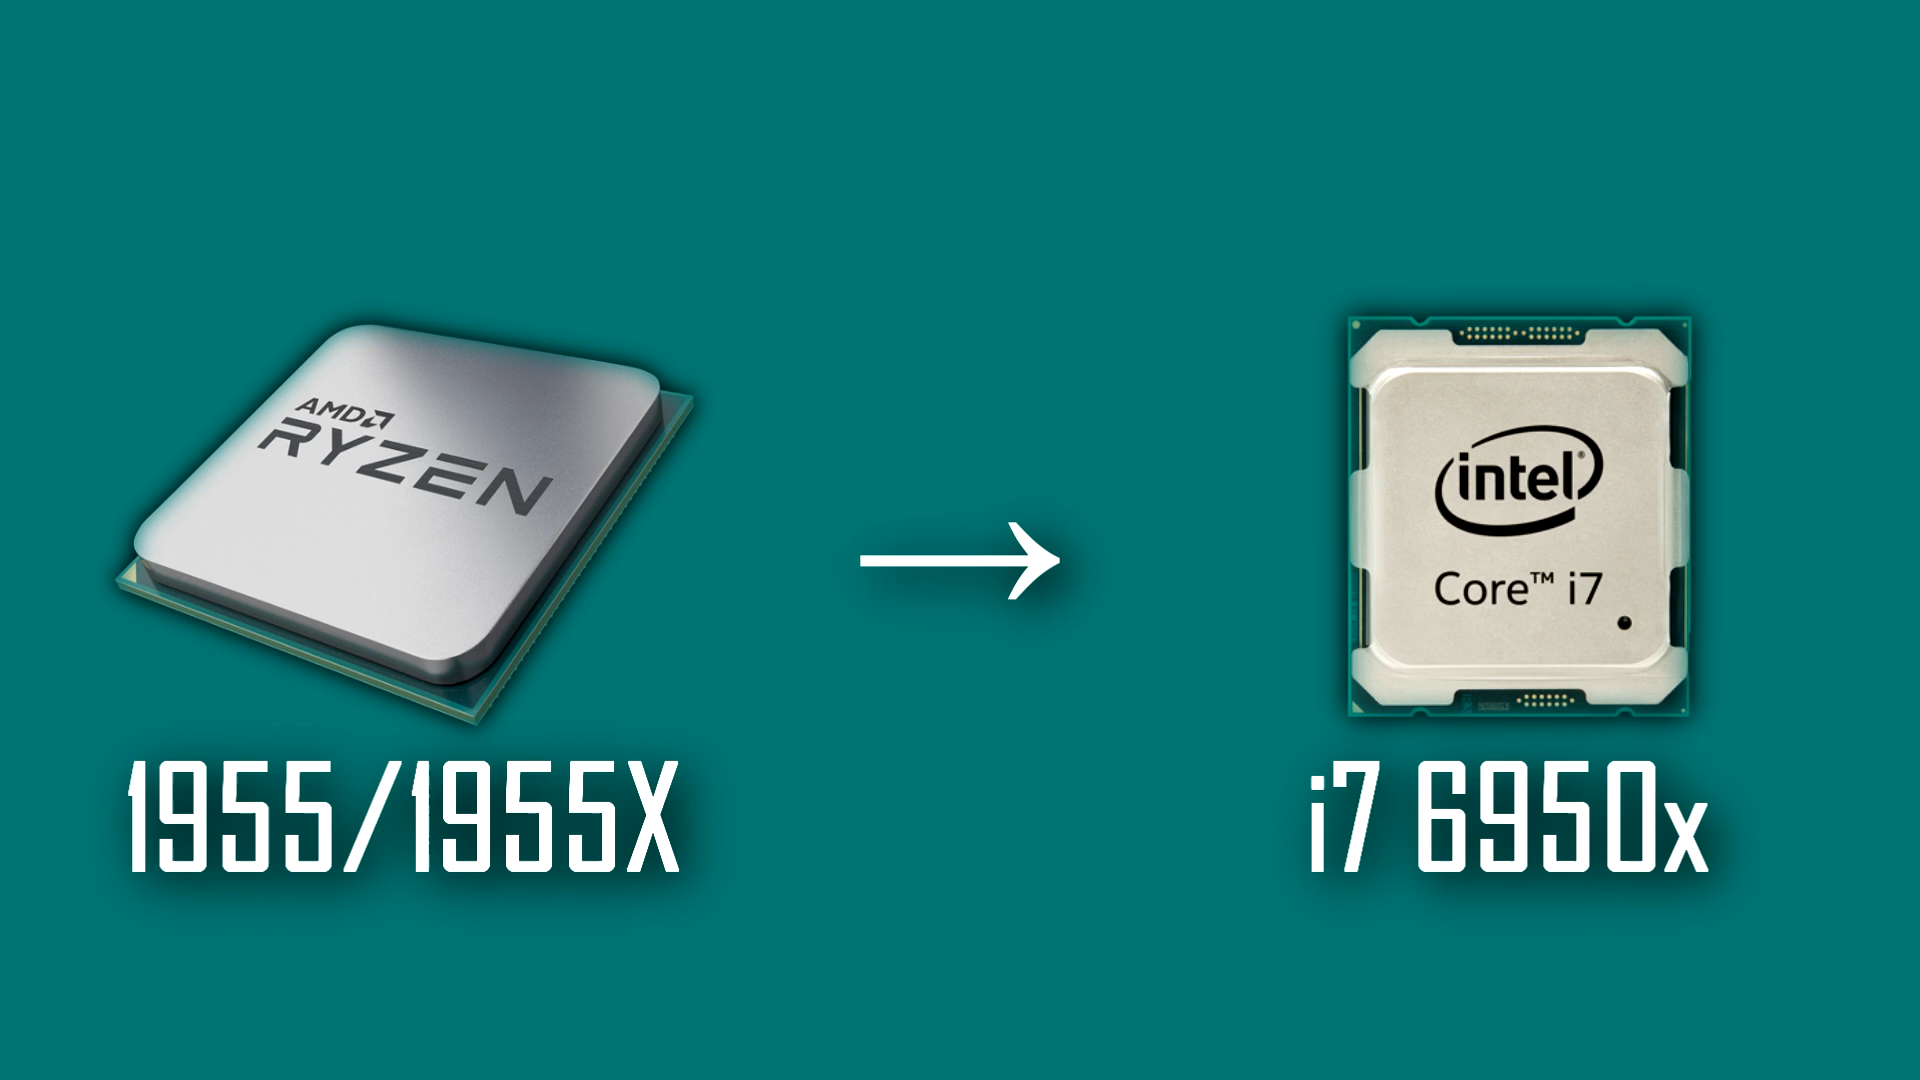 AMD
RYZEN
1955/1955X
intel®
Core™ i7
i7 6950x